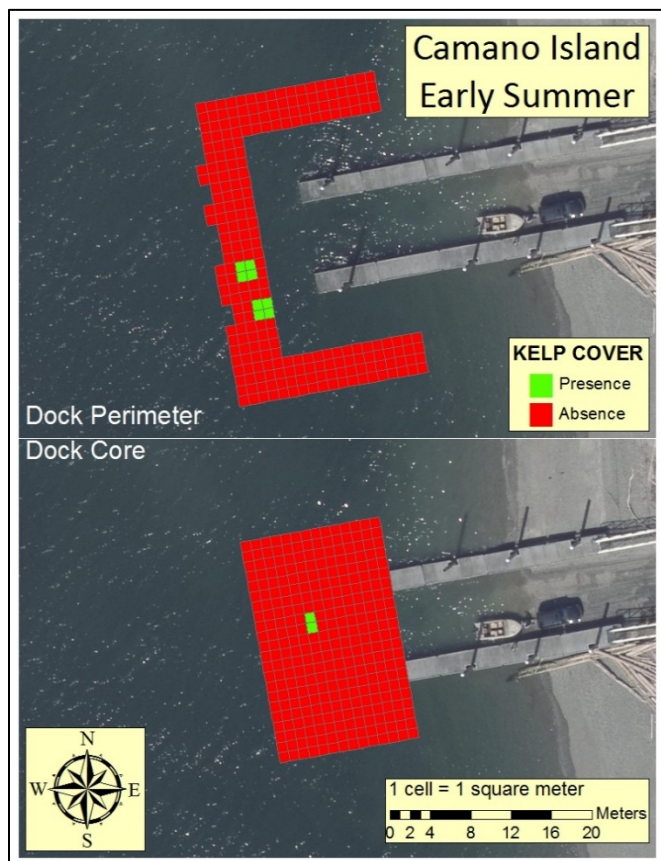 Camano Island
Early Summer
KELP COVER
Presence
Absence
Dock Perimeter
Dock Core
N
W E
S
1 cell = 1 square meter
Meters
0 2 4 8 12 16 20